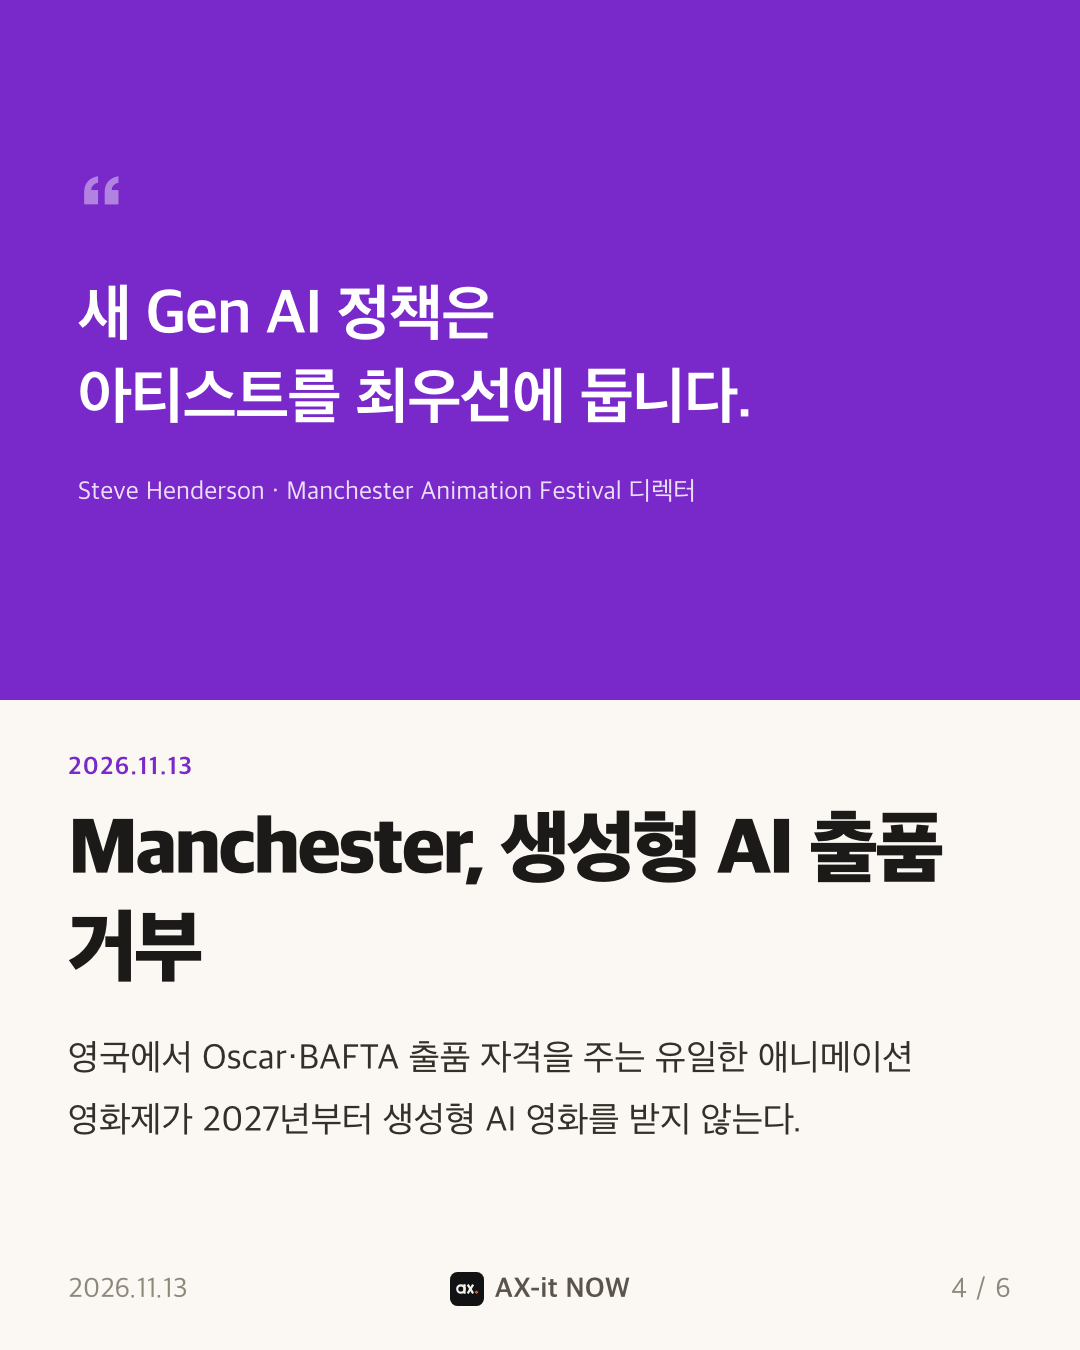 “
새 Gen AI 정책은
아티스트를 최우선에 둡니다.
Steve Henderson · Manchester Animation Festival 디렉터
2026.11.13
Manchester, 생성형 AI 출품
거부
영국에서 Oscar·BAFTA 출품 자격을 주는 유일한 애니메이션
영화제가 2027년부터 생성형 AI 영화를 받지 않는다.
2026.11.13
ax. AX-it NOW
4 / 6